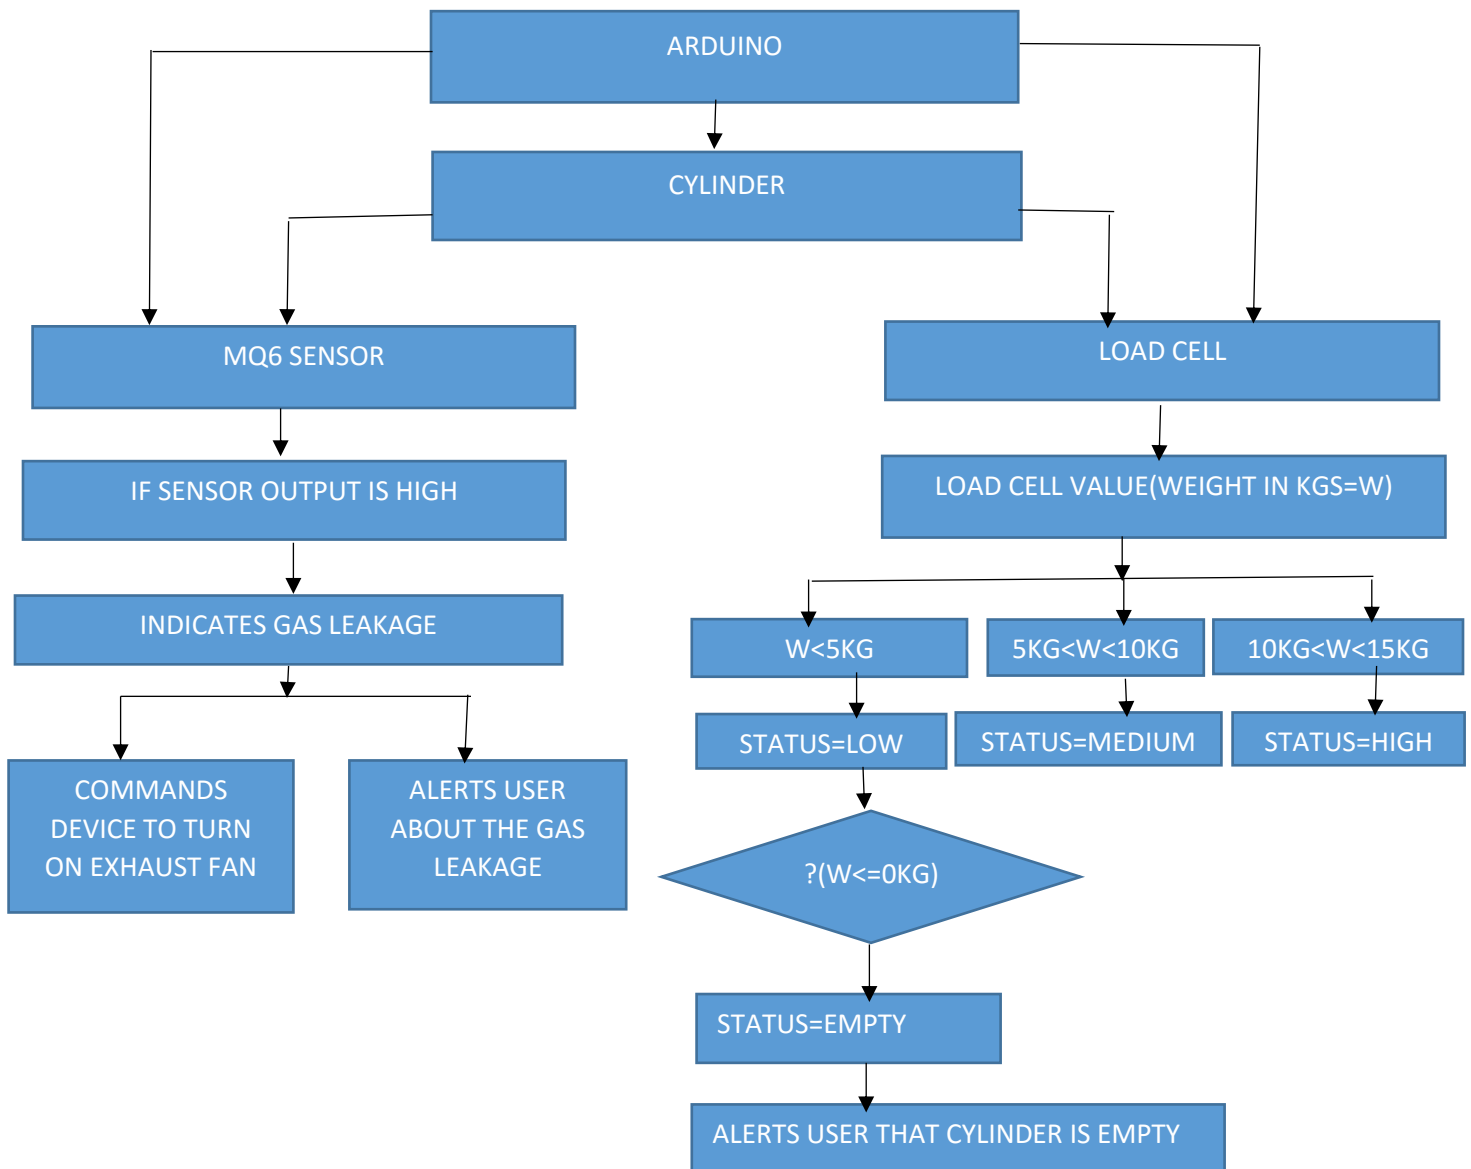 ARDUINO
CYLINDER
MQ6 SENSOR
LOAD CELL
IF SENSOR OUTPUT IS HIGH
LOAD CELL VALUE(WEIGHT IN KGS=W)
INDICATES GAS LEAKAGE
W<5KG
5KG<W<10KG
10KG<W<15KG
STATUS=LOW
STATUS=MEDIUM
STATUS=HIGH
COMMANDS
DEVICE TO TURN
ON EXHAUST FAN
ALERTS USER
ABOUT THE GAS
LEAKAGE
?(W<=0KG)
STATUS=EMPTY
ALERTS USER THAT CYLINDER IS EMPTY